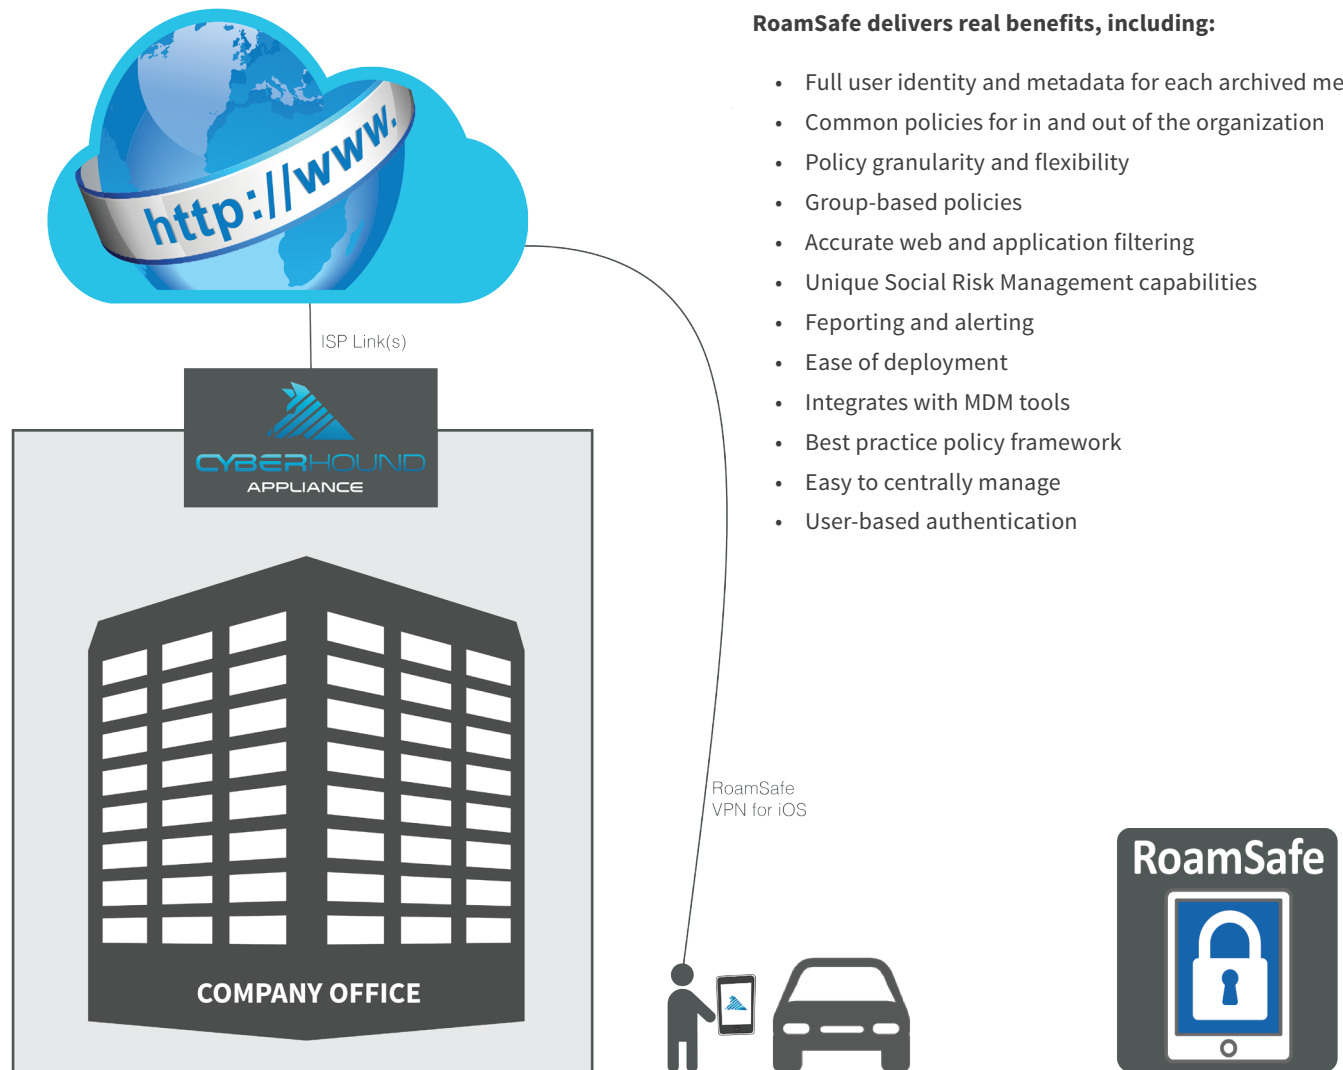 http://www.
ISP Link(s)
CYBERHOUND
APPLIANCE
COMPANY OFFICE
RoamSafe
VPN for iOS
RoamSafe delivers real benefits, including:
• Full user identity and metadata for each archived me
• Common policies for in and out of the organization
• Policy granularity and flexibility
• Group-based policies
• Accurate web and application filtering
• Unique Social Risk Management capabilities
• Feporting and alerting
• Ease of deployment
• Integrates with MDM tools
• Best practice policy framework
• Easy to centrally manage
• User-based authentication
RoamSafe